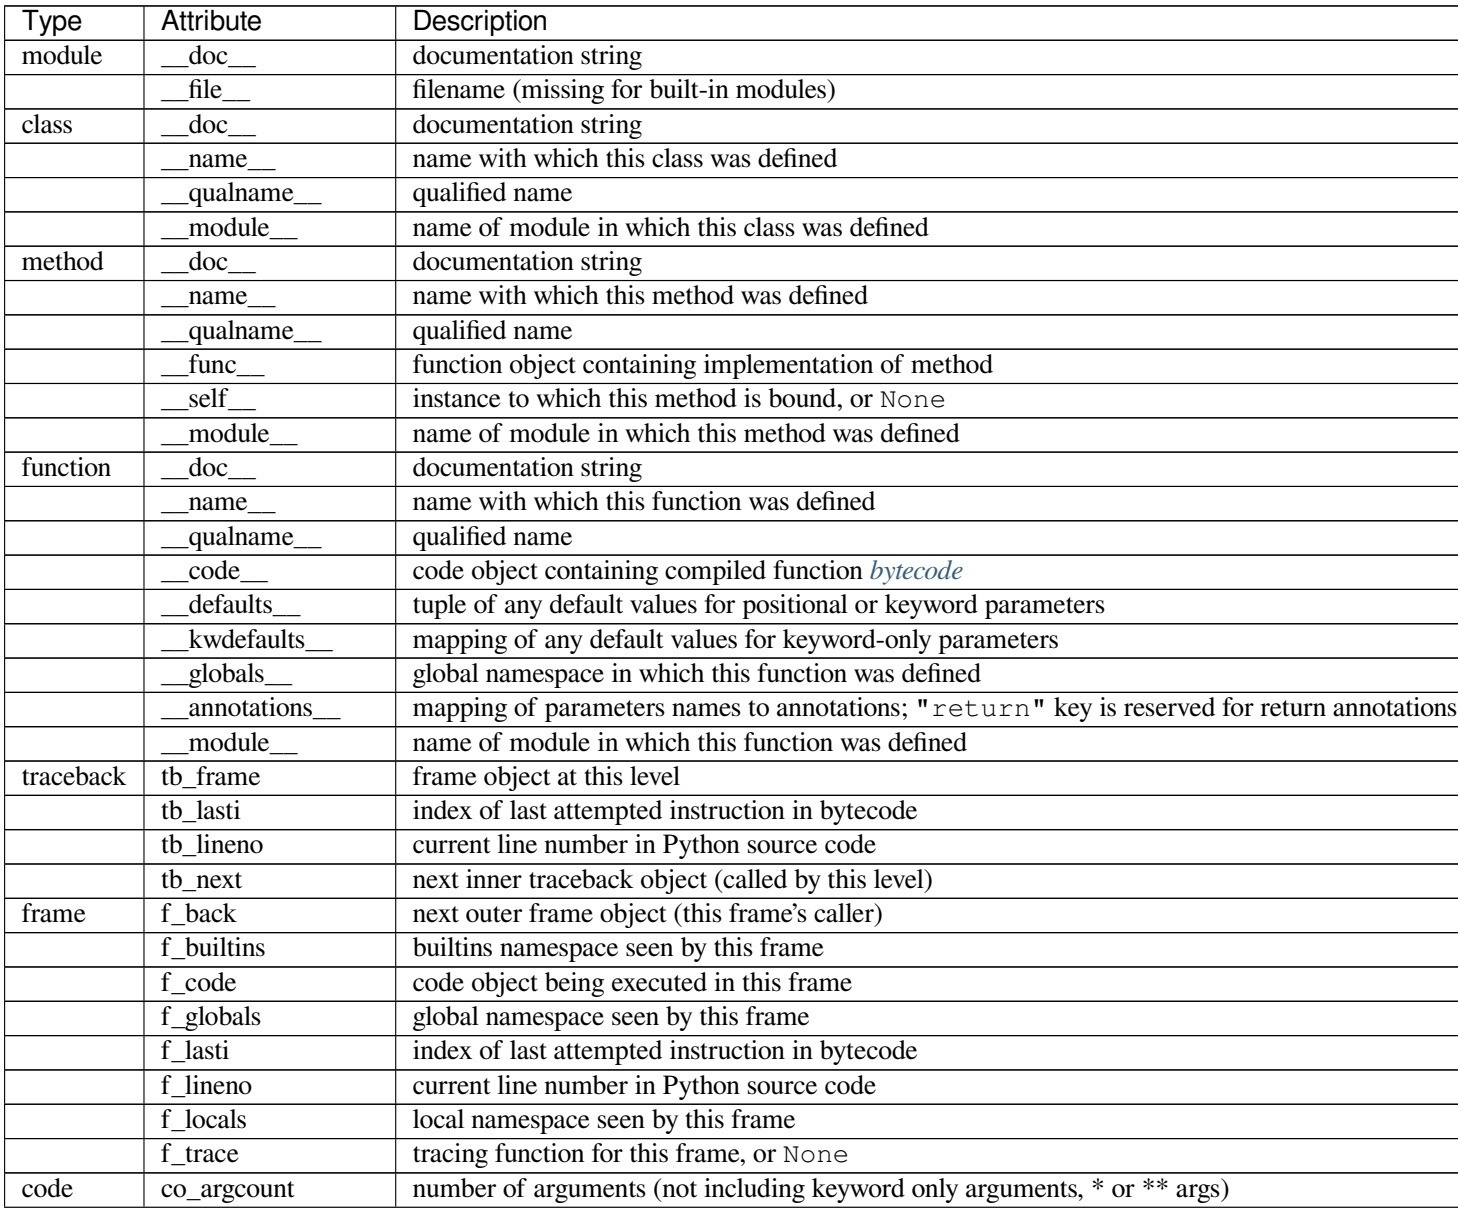 Type Attribute Description
module __doc__ documentation string
__file__ filename (missing for built-in modules)
class __doc__ documentation string
__name__ name with which this class was defined
__qualname__ qualified name
__module__ name of module in which this class was defined
method __doc__ documentation string
__name__ name with which this method was defined
__qualname__ qualified name
__func__ function object containing implementation of method
__self__ instance to which this method is bound, or None
__module__ name of module in which this method was defined
function __doc__ documentation string
__name__ name with which this function was defined
__qualname__ qualified name
__code__ code object containing compiled function bytecode
__defaults__ tuple of any default values for positional or keyword parameters
__kwdefaults__ mapping of any default values for keyword-only parameters
__globals__ global namespace in which this function was defined
__annotations__ mapping of parameters names to annotations; "return" key is reserved for return annotations
__module__ name of module in which this function was defined
traceback tb_frame frame object at this level
tb_lasti index of last attempted instruction in bytecode
tb_lineno current line number in Python source code
tb_next next inner traceback object (called by this level)
frame f_back next outer frame object (this frame's caller)
f_builtins builtins namespace seen by this frame
f_code code object being executed in this frame
f_globals global namespace seen by this frame
f_lasti index of last attempted instruction in bytecode
f_lineno current line number in Python source code
f_locals local namespace seen by this frame
f_trace tracing function for this frame, or None
code co_argcount number of arguments (not including keyword only arguments, * or ** args)